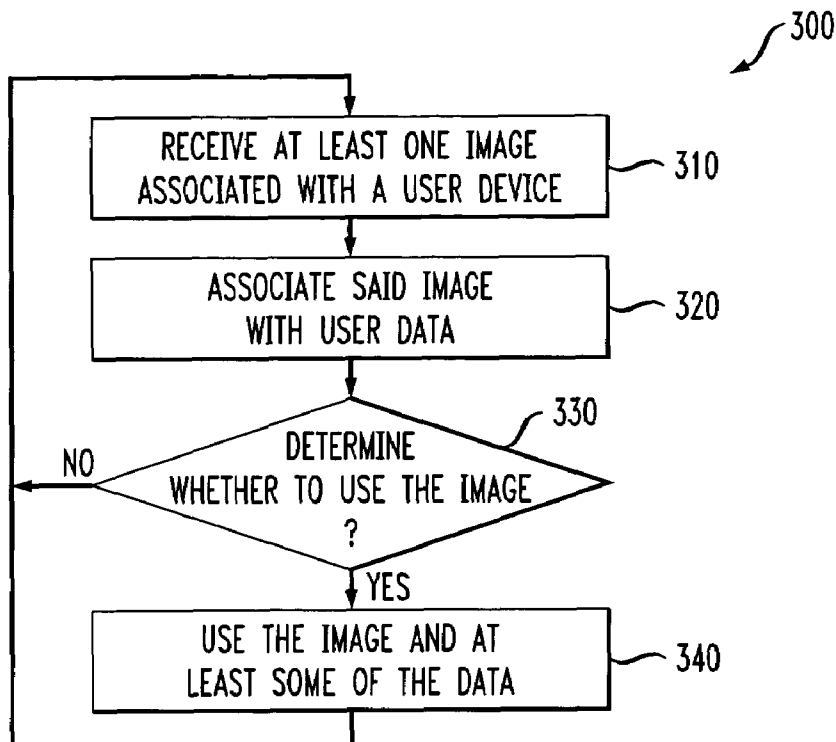 300
RECEIVE AT LEAST ONE IMAGE
ASSOCIATED WITH A USER DEVICE
310
ASSOCIATE SAID IMAGE
WITH USER DATA
320
330
DETERMINE
WHETHER TO USE THE IMAGE
?
NO
YES
USE THE IMAGE AND AT
LEAST SOME OF THE DATA
340